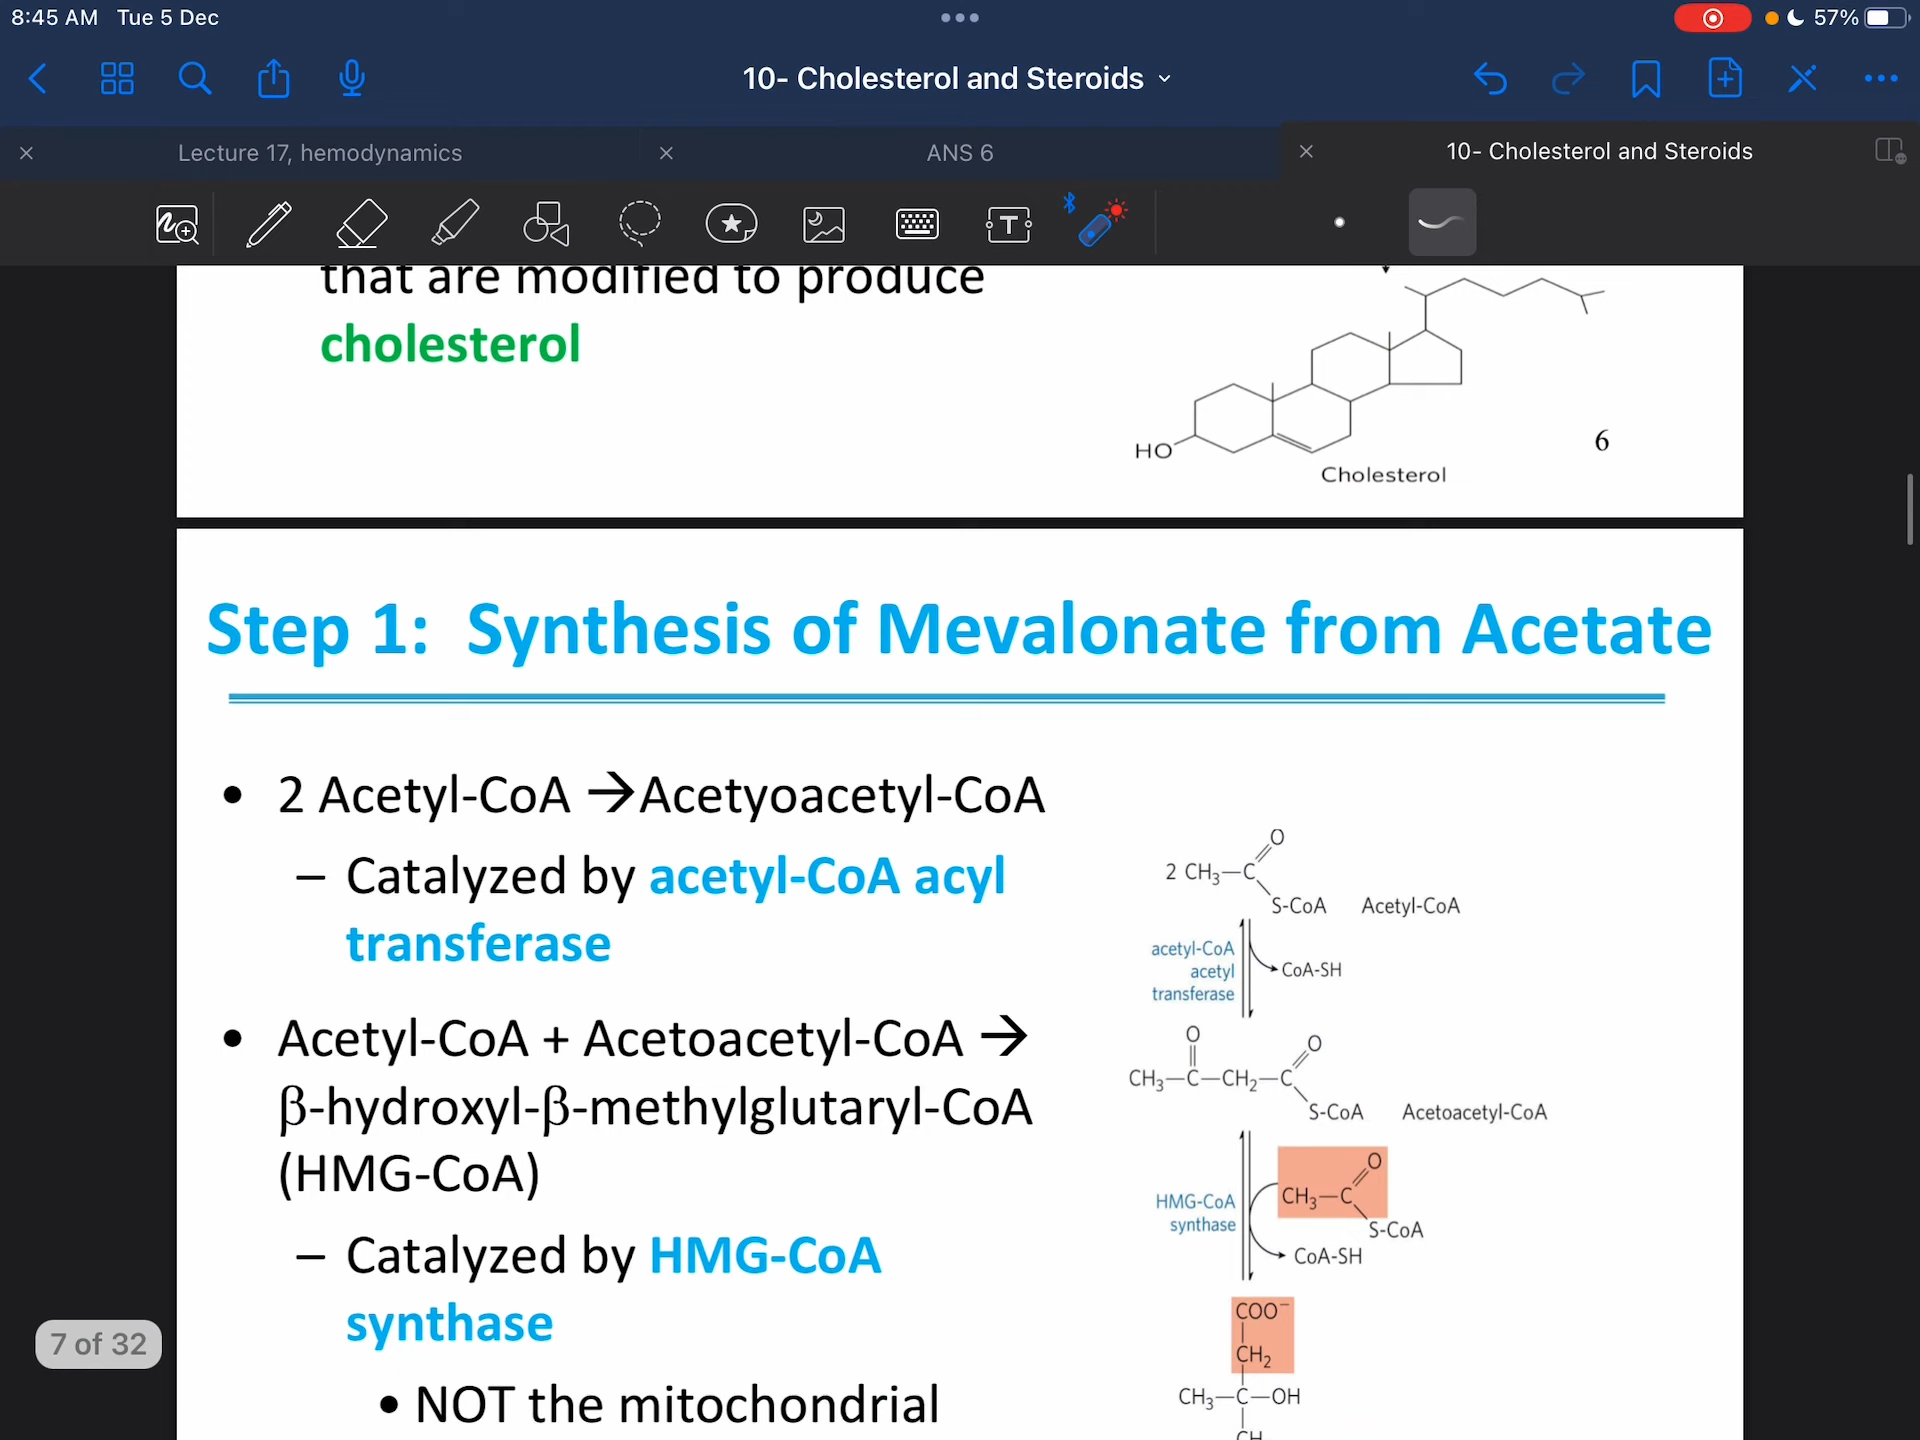 8:45 AM Tue 5 Dec
57%
10- Cholesterol and Steroids
Lecture 17, hemodynamics
ANS 6
10- Cholesterol and Steroids
T
that are modified to produce
cholesterol
HO
6
Cholesterol
Step 1: Synthesis of Mevalonate from Acetate
• 2 Acetyl-CoA →Acetyoacetyl-CoA
– Catalyzed by acetyl-CoA acyl
transferase
• Acetyl-CoA + Acetoacetyl-CoA →
β-hydroxyl-β-methylglutaryl-CoA
(HMG-CoA)
– Catalyzed by HMG-CoA
synthase
• NOT the mitochondrial
O
2 CH₃—C
S-CoA Acetyl-CoA
acetyl-CoA
acetyl
transferase
CoA-SH
O O
CH₃—C—CH₂—C
S-CoA Acetoacetyl-CoA
O
CH₃—C
HMG-CoA
synthase
S-CoA
CoA-SH
COO⁻
CH₂
CH₃—C—OH
CH
7 of 32